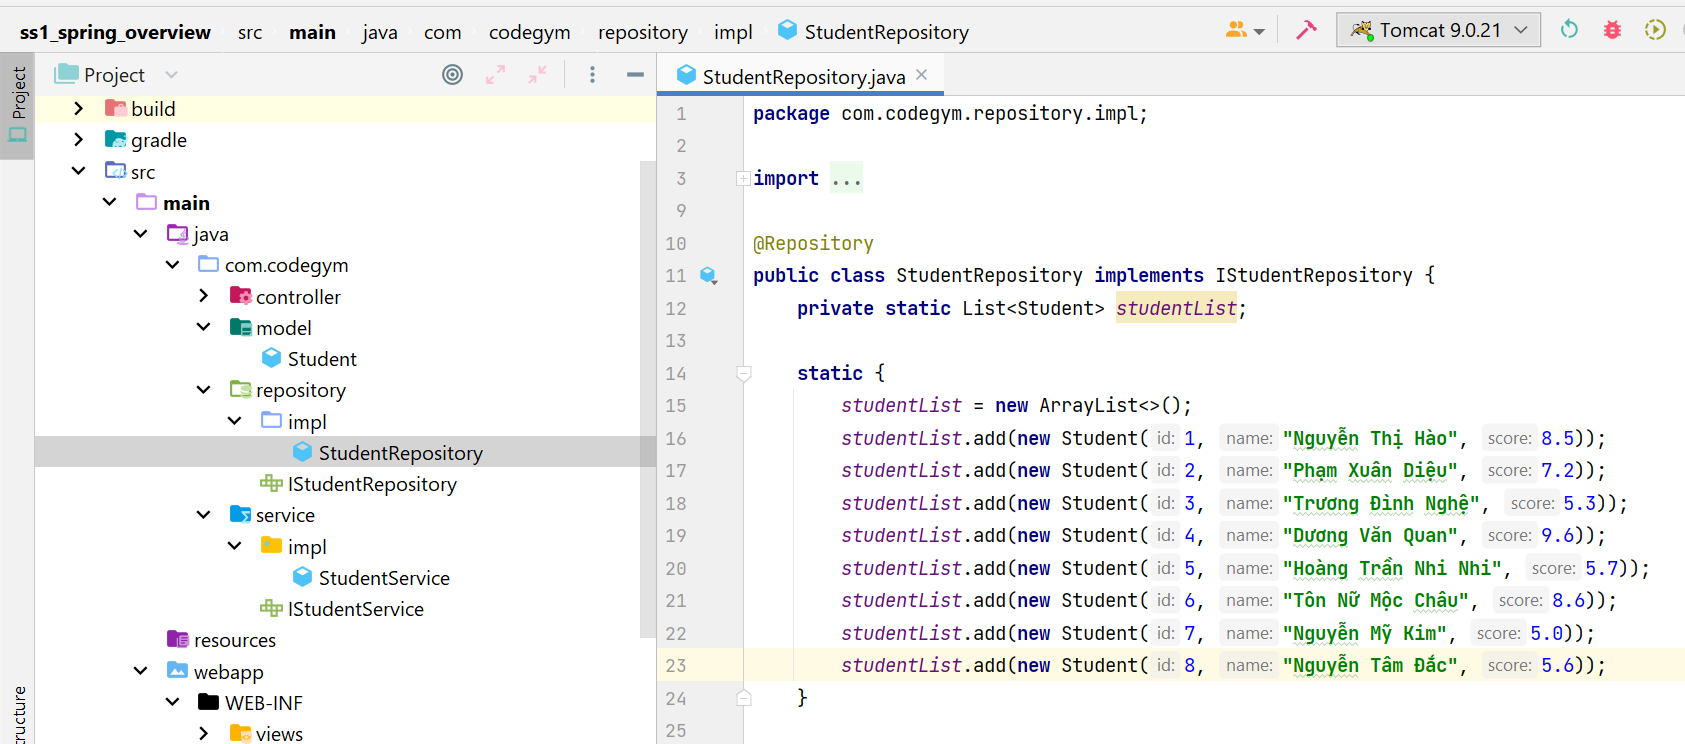 ss1_spring_overview src main java com codegym repository impl StudentRepository Tomcat 9.0.21
Project
Project
StudentRepository.java
build
gradle
src
main
java
com.codegym
controller
model
Student
repository
impl
StudentRepository
IStudentRepository
service
impl
StudentService
IStudentService
resources
webapp
WEB-INF
views
1 package com.codegym.repository.impl;
2
3 import ...
9
10 @Repository
11 public class StudentRepository implements IStudentRepository {
12 private static List<Student> studentList;
13
14 static {
15 studentList = new ArrayList<>();
16 studentList.add(new Student( id: 1, name: "Nguyễn Thị Hào", score: 8.5));
17 studentList.add(new Student( id: 2, name: "Phạm Xuân Diệu", score: 7.2));
18 studentList.add(new Student( id: 3, name: "Trương Đình Nghệ", score: 5.3));
19 studentList.add(new Student( id: 4, name: "Dương Văn Quan", score: 9.6));
20 studentList.add(new Student( id: 5, name: "Hoàng Trần Nhi Nhi", score: 5.7));
21 studentList.add(new Student( id: 6, name: "Tôn Nữ Mộc Châu", score: 8.6));
22 studentList.add(new Student( id: 7, name: "Nguyễn Mỹ Kim", score: 5.0));
23 studentList.add(new Student( id: 8, name: "Nguyễn Tâm Đắc", score: 5.6));
24 }
25